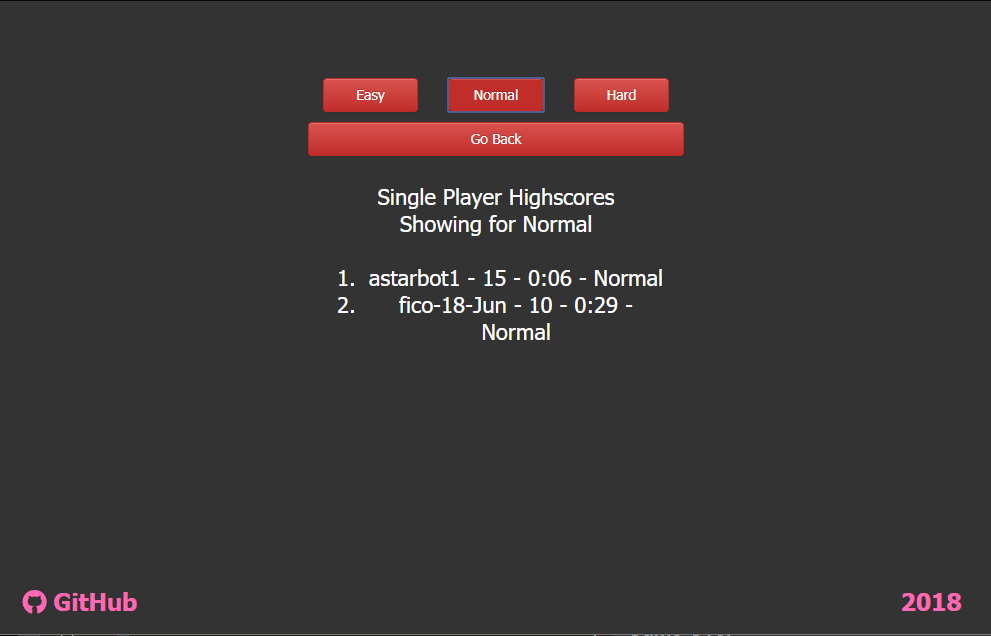 Easy Normal Hard
Go Back
Single Player Highscores
Showing for Normal
1. astarbot1 - 15 - 0:06 - Normal
2. fico-18-Jun - 10 - 0:29 -
Normal
GitHub 2018